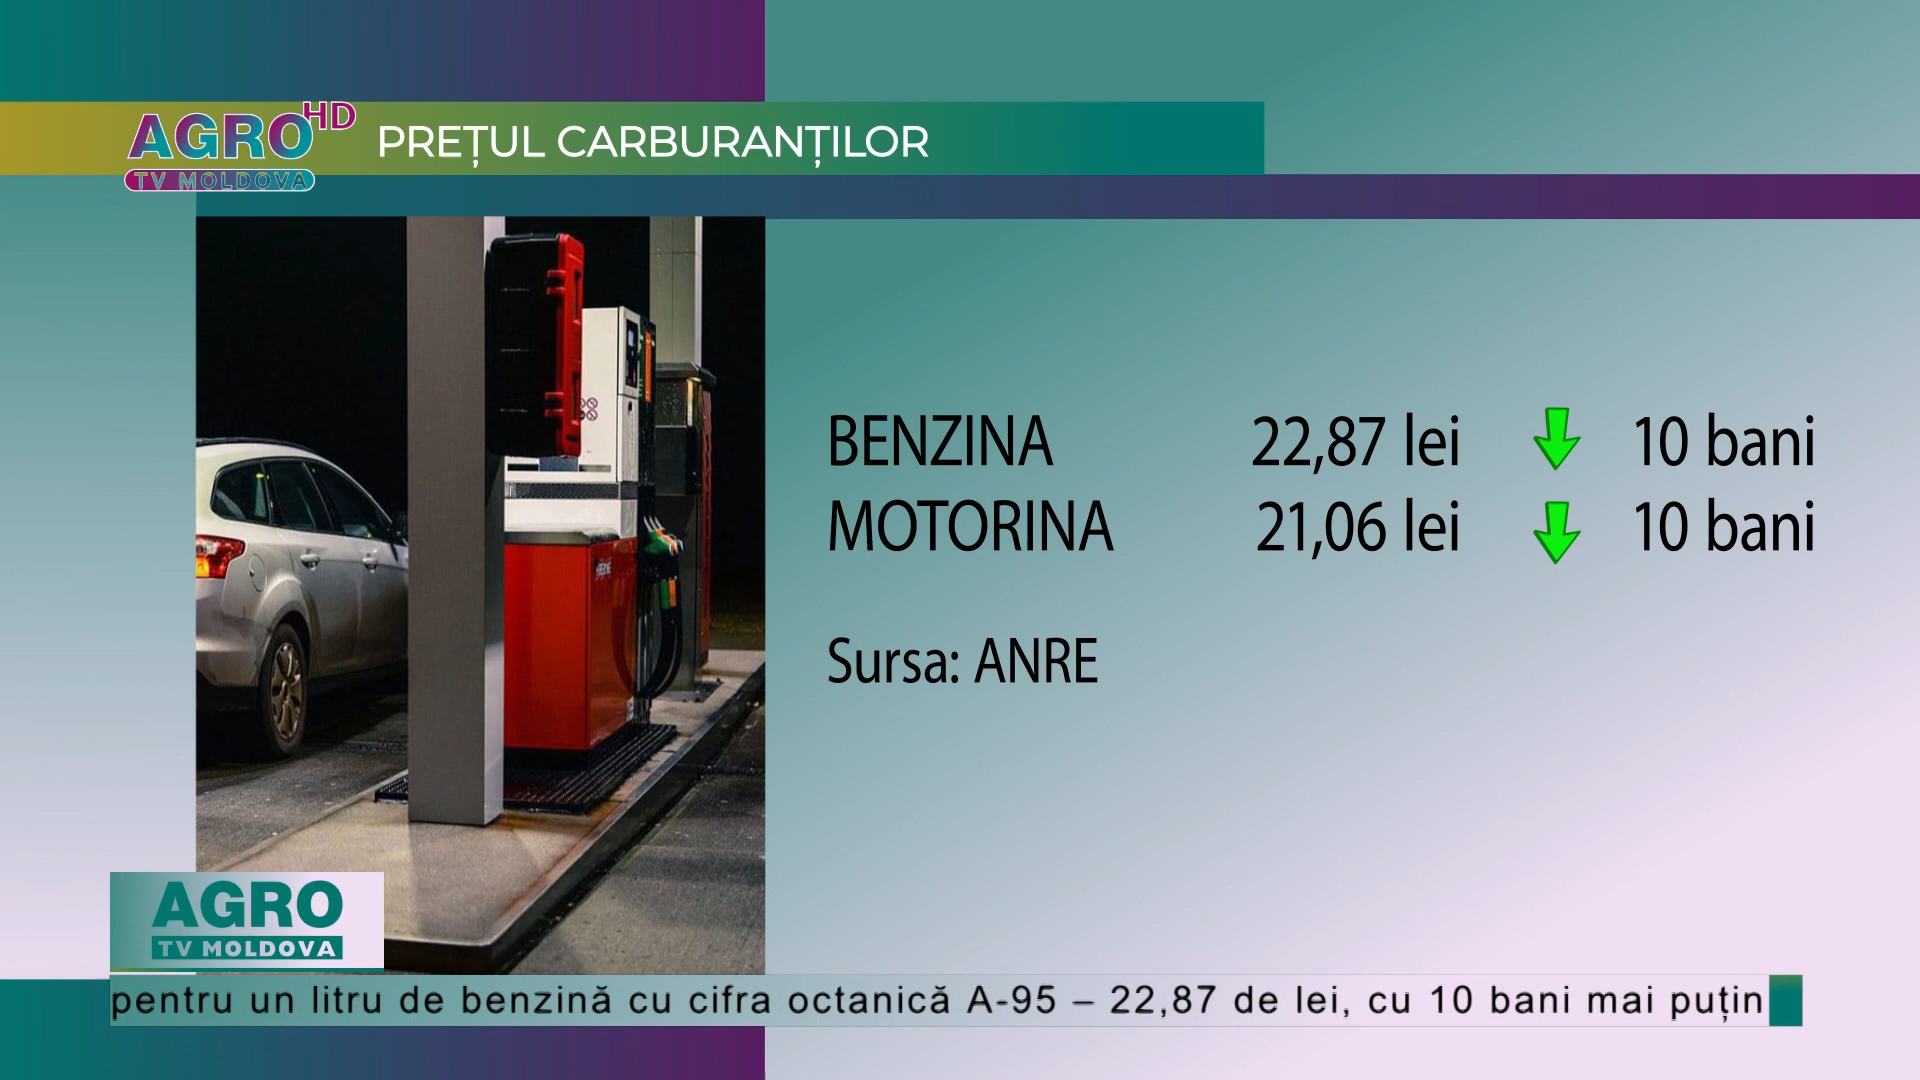 AGRO HD
TV MOLDOVA
PREȚUL CARBURANȚILOR
BENZINA 22,87 lei 10 bani
MOTORINA 21,06 lei 10 bani
Sursa: ANRE
AGRO
TV MOLDOVA
pentru un litru de benzină cu cifra octanică A-95 – 22,87 de lei, cu 10 bani mai puțin